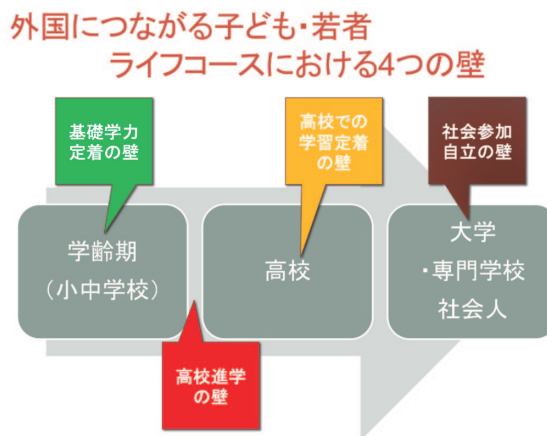 外国につながる子ども・若者
ライフコースにおける4つの壁
基礎学力
定着の壁
高校での
学習定着
の壁
社会参加
自立の壁
学齢期
（小中学校）
高校
大学
・専門学校
社会人
高校進学
の壁